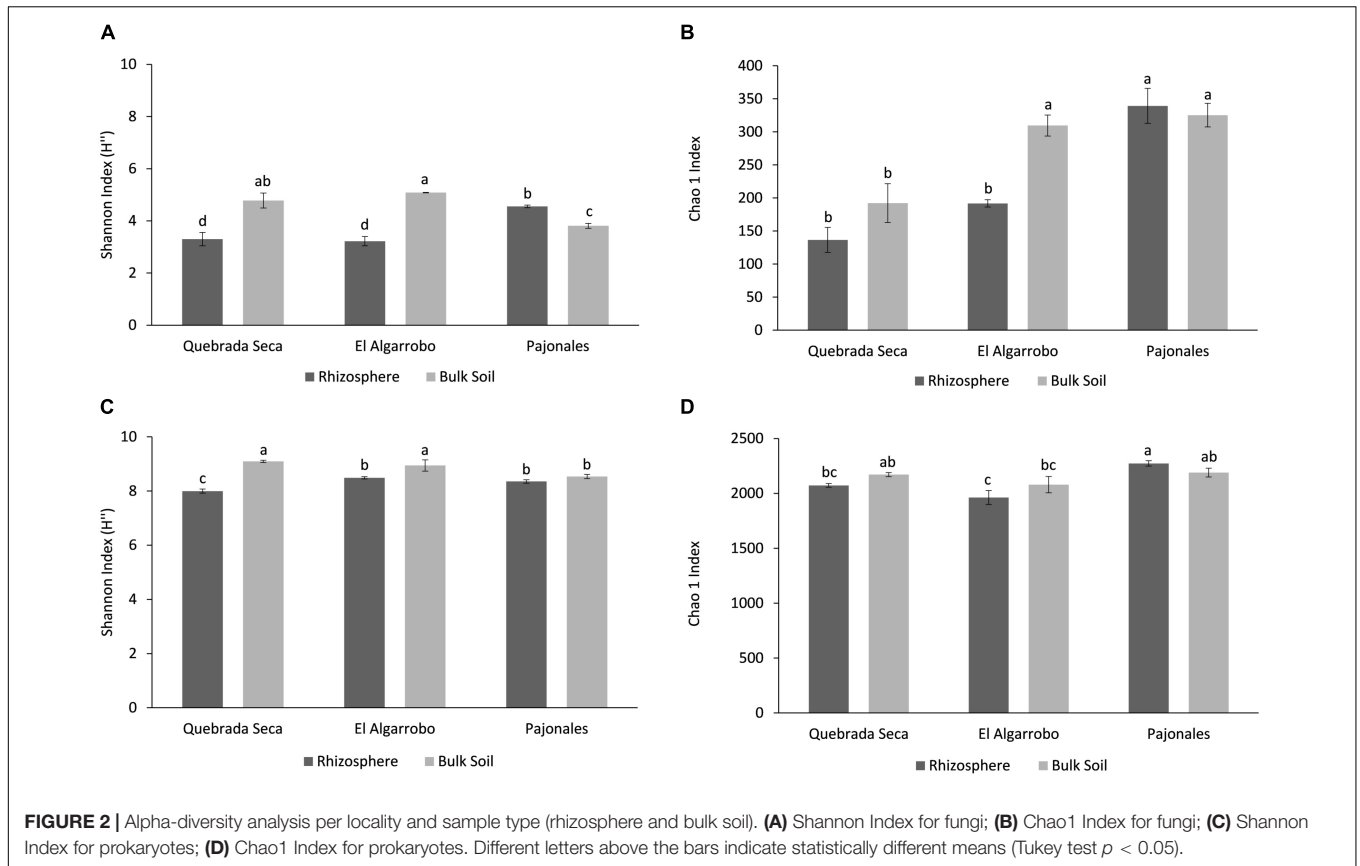 A
10
8
6
4
2
0
Shannon Index (H'')
d
ab
d
a
b
c
Quebrada Seca El Algarrobo Pajonales
Rhizosphere Bulk Soil
B
400
350
300
250
200
150
100
50
0
Chao 1 Index
b
b
b
a
a
a
Quebrada Seca El Algarrobo Pajonales
Rhizosphere Bulk Soil
C
10
8
6
4
2
0
Shannon Index (H'')
c
a
b
a
b
b
Quebrada Seca El Algarrobo Pajonales
Rhizosphere Bulk Soil
D
2500
2000
1500
1000
500
0
Chao 1 Index
bc
ab
c
bc
a
ab
Quebrada Seca El Algarrobo Pajonales
Rhizosphere Bulk Soil
FIGURE 2 | Alpha-diversity analysis per locality and sample type (rhizosphere and bulk soil). (A) Shannon Index for fungi; (B) Chao1 Index for fungi; (C) Shannon
Index for prokaryotes; (D) Chao1 Index for prokaryotes. Different letters above the bars indicate statistically different means (Tukey test p < 0.05).